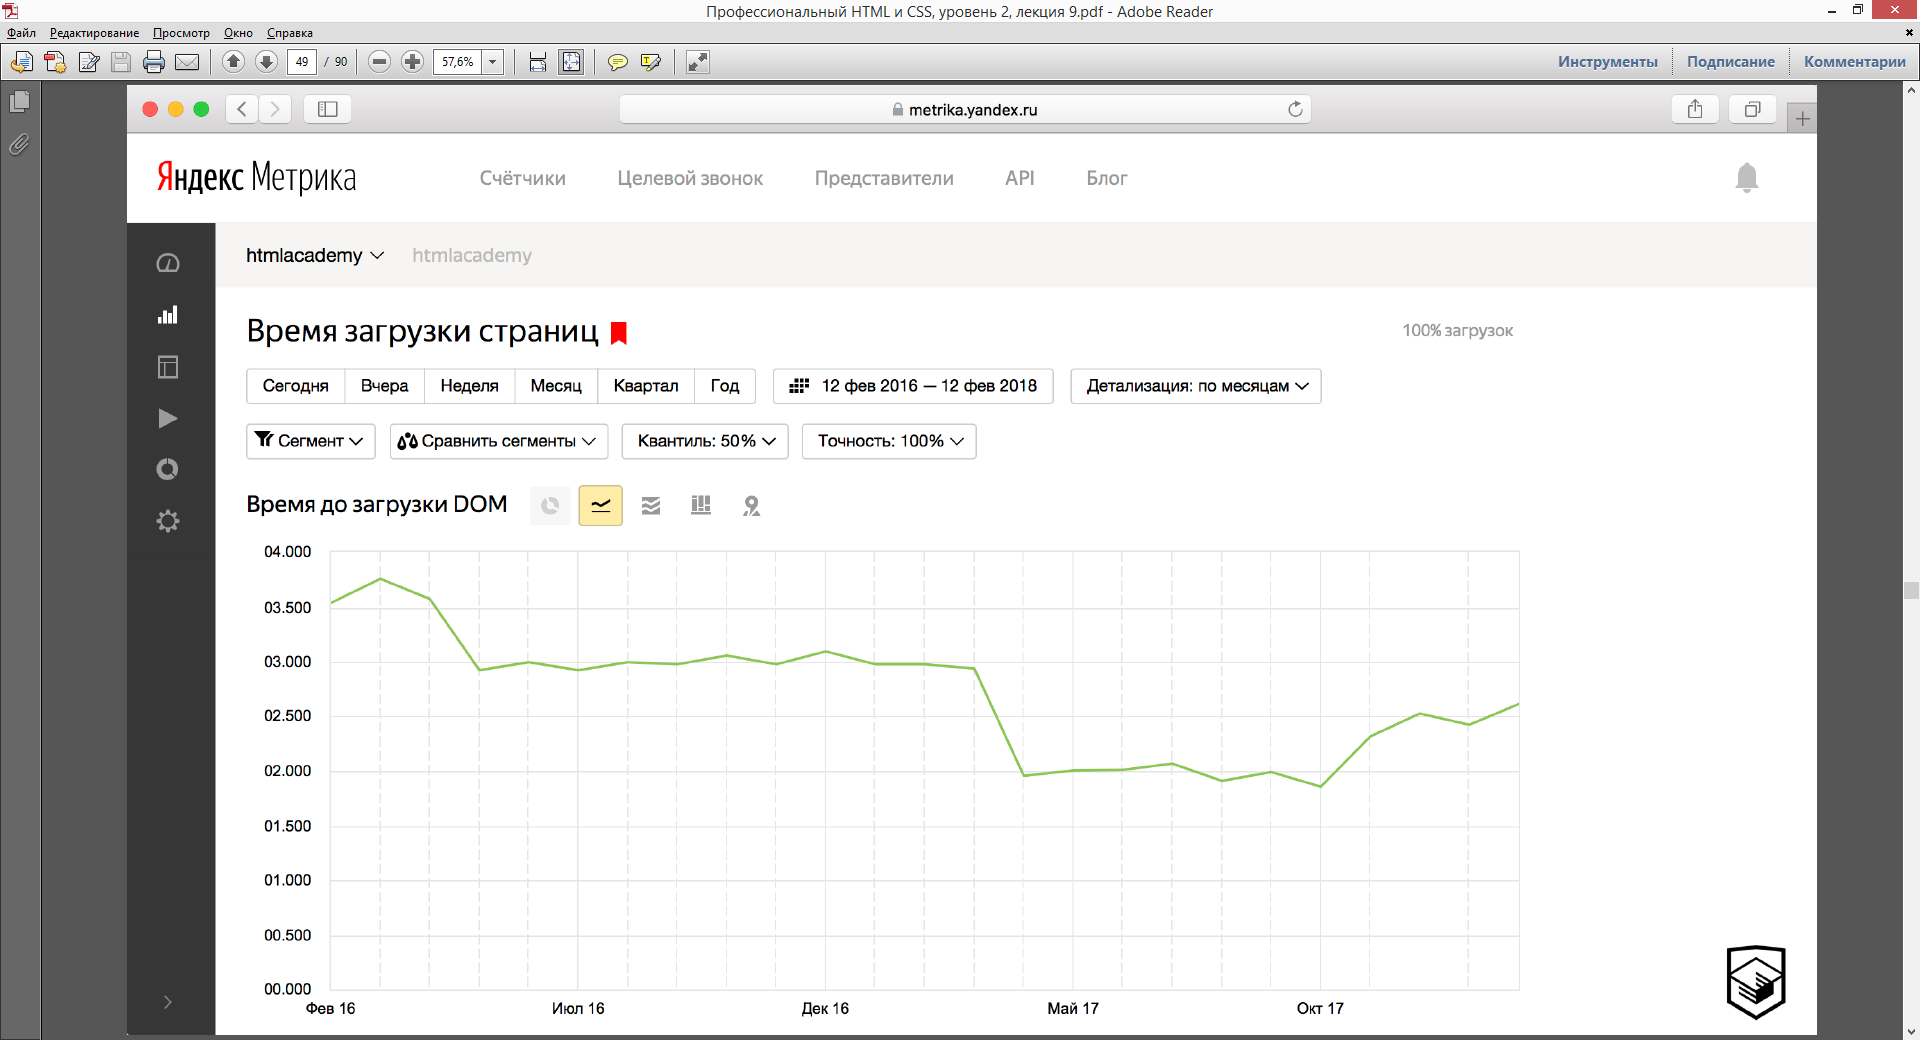 Профессиональный HTML и CSS, уровень 2, лекция 9.pdf - Adobe Reader
Файл Редактирование Просмотр Окно Справка
49 / 90 57,6% Инструменты Подписание Комментарии
metrika.yandex.ru
Яндекс Метрика Счётчики Целевой звонок Представители API Блог
htmlacademy htmlacademy
Время загрузки страниц 100% загрузок
Сегодня Вчера Неделя Месяц Квартал Год 12 фев 2016 — 12 фев 2018 Детализация: по месяцам
Сегмент Сравнить сегменты Квантиль: 50% Точность: 100%
Время до загрузки DOM
04.000
03.500
03.000
02.500
02.000
01.500
01.000
00.500
00.000
Фев 16 Июл 16 Дек 16 Май 17 Окт 17